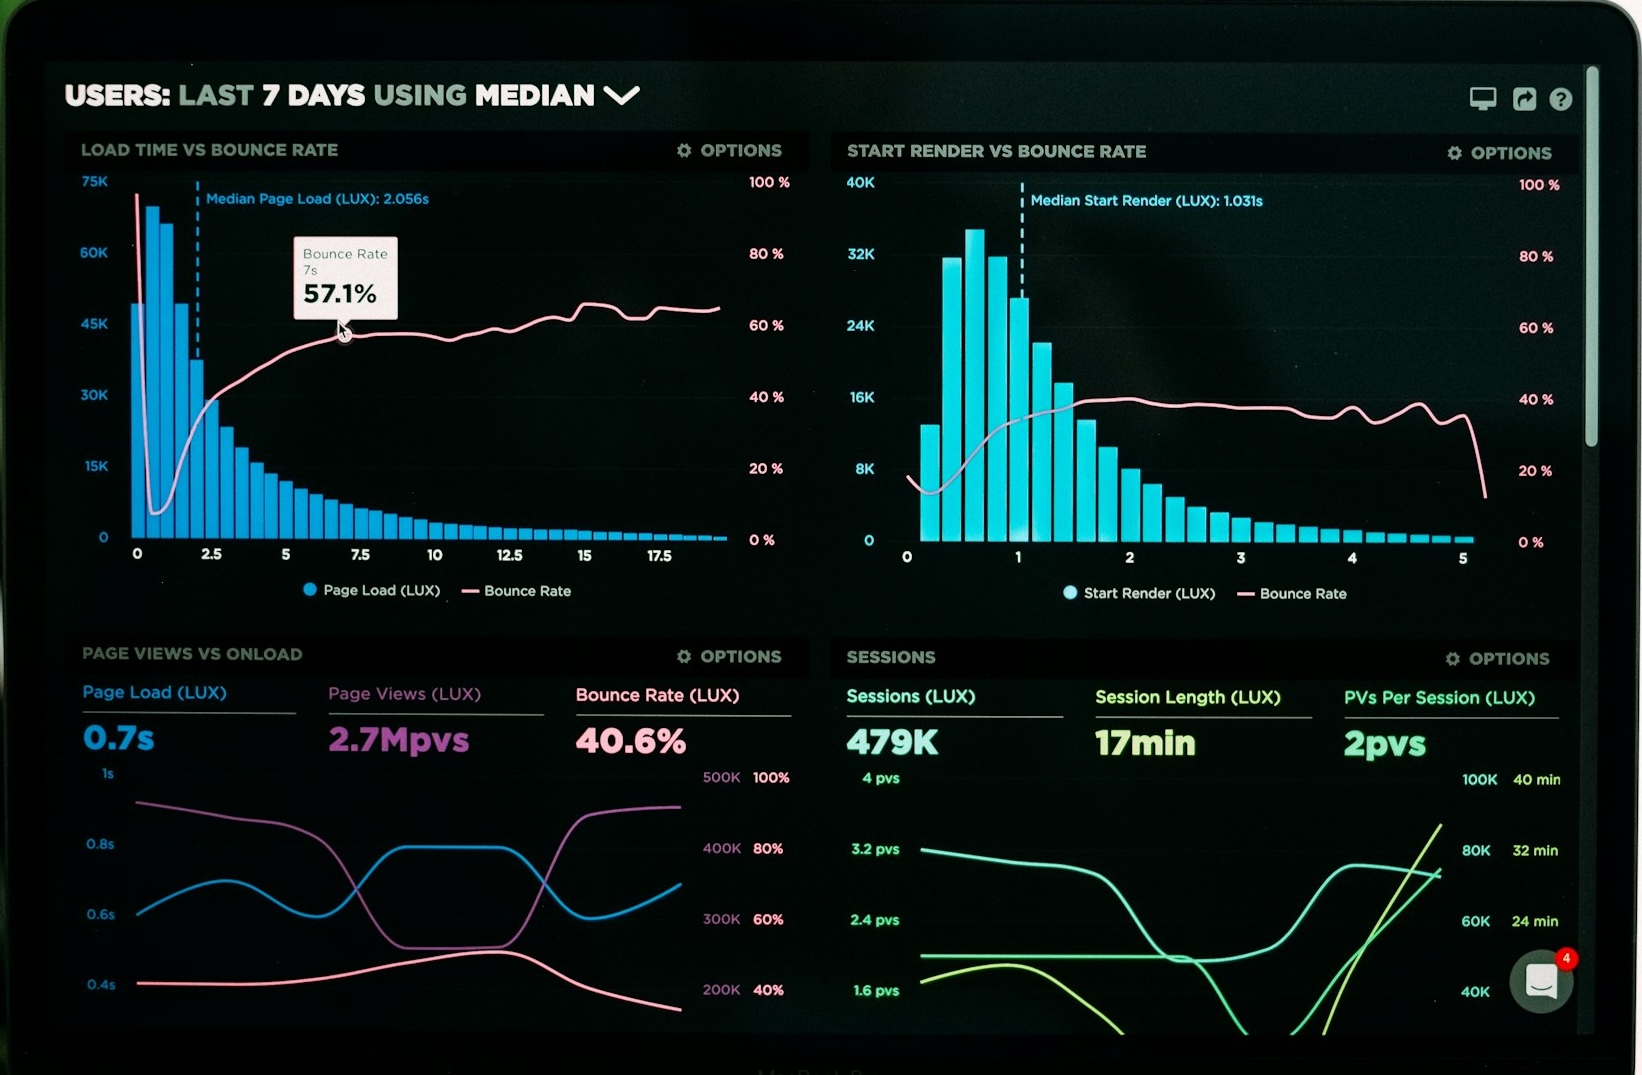 USERS: LAST 7 DAYS USING MEDIAN
LOAD TIME VS BOUNCE RATE
OPTIONS
75K
60K
45K
30K
15K
0
Median Page Load (LUX): 2.056s
Bounce Rate
7s
57.1%
100 %
80 %
60 %
40 %
20 %
0 %
0 2.5 5 7.5 10 12.5 15 17.5
Page Load (LUX) Bounce Rate
START RENDER VS BOUNCE RATE
OPTIONS
40K
32K
24K
16K
8K
0
Median Start Render (LUX): 1.031s
100 %
80 %
60 %
40 %
20 %
0 %
0 1 2 3 4 5
Start Render (LUX) Bounce Rate
PAGE VIEWS VS ONLOAD
OPTIONS
Page Load (LUX)
0.7s
Page Views (LUX)
2.7Mpvs
Bounce Rate (LUX)
40.6%
1s
0.8s
0.6s
0.4s
500K 100%
400K 80%
300K 60%
200K 40%
SESSIONS
OPTIONS
Sessions (LUX)
479K
Session Length (LUX)
17min
PVs Per Session (LUX)
2pvs
4 pvs
3.2 pvs
2.4 pvs
1.6 pvs
100K 40 min
80K 32 min
60K 24 min
40K
4